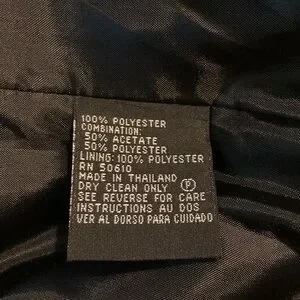 100% POLYESTER
COMBINATION:
50% ACETATE
50% POLYESTER
LINING: 100% POLYESTER
RN 50610
MADE IN THAILAND
DRY CLEAN ONLY Ⓟ
SEE REVERSE FOR CARE
INSTRUCTIONS AU DOS
VER AL DORSO PARA CUIDADO